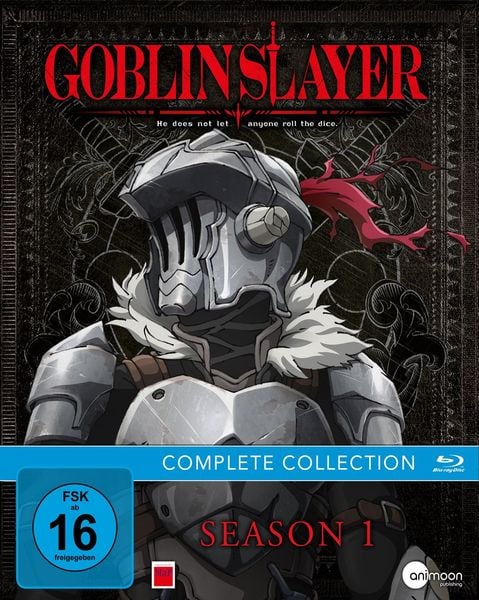 GOBLIN SLAYER
He does not let anyone roll the dice.
COMPLETE COLLECTION
Blu-ray Disc
FSK
ab
16
freigegeben
SEASON 1
animoon
publishing